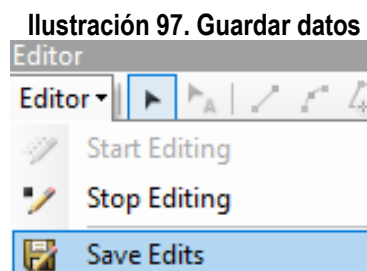 Ilustración 97. Guardar datos
Editor
Editor
Start Editing
Stop Editing
Save Edits